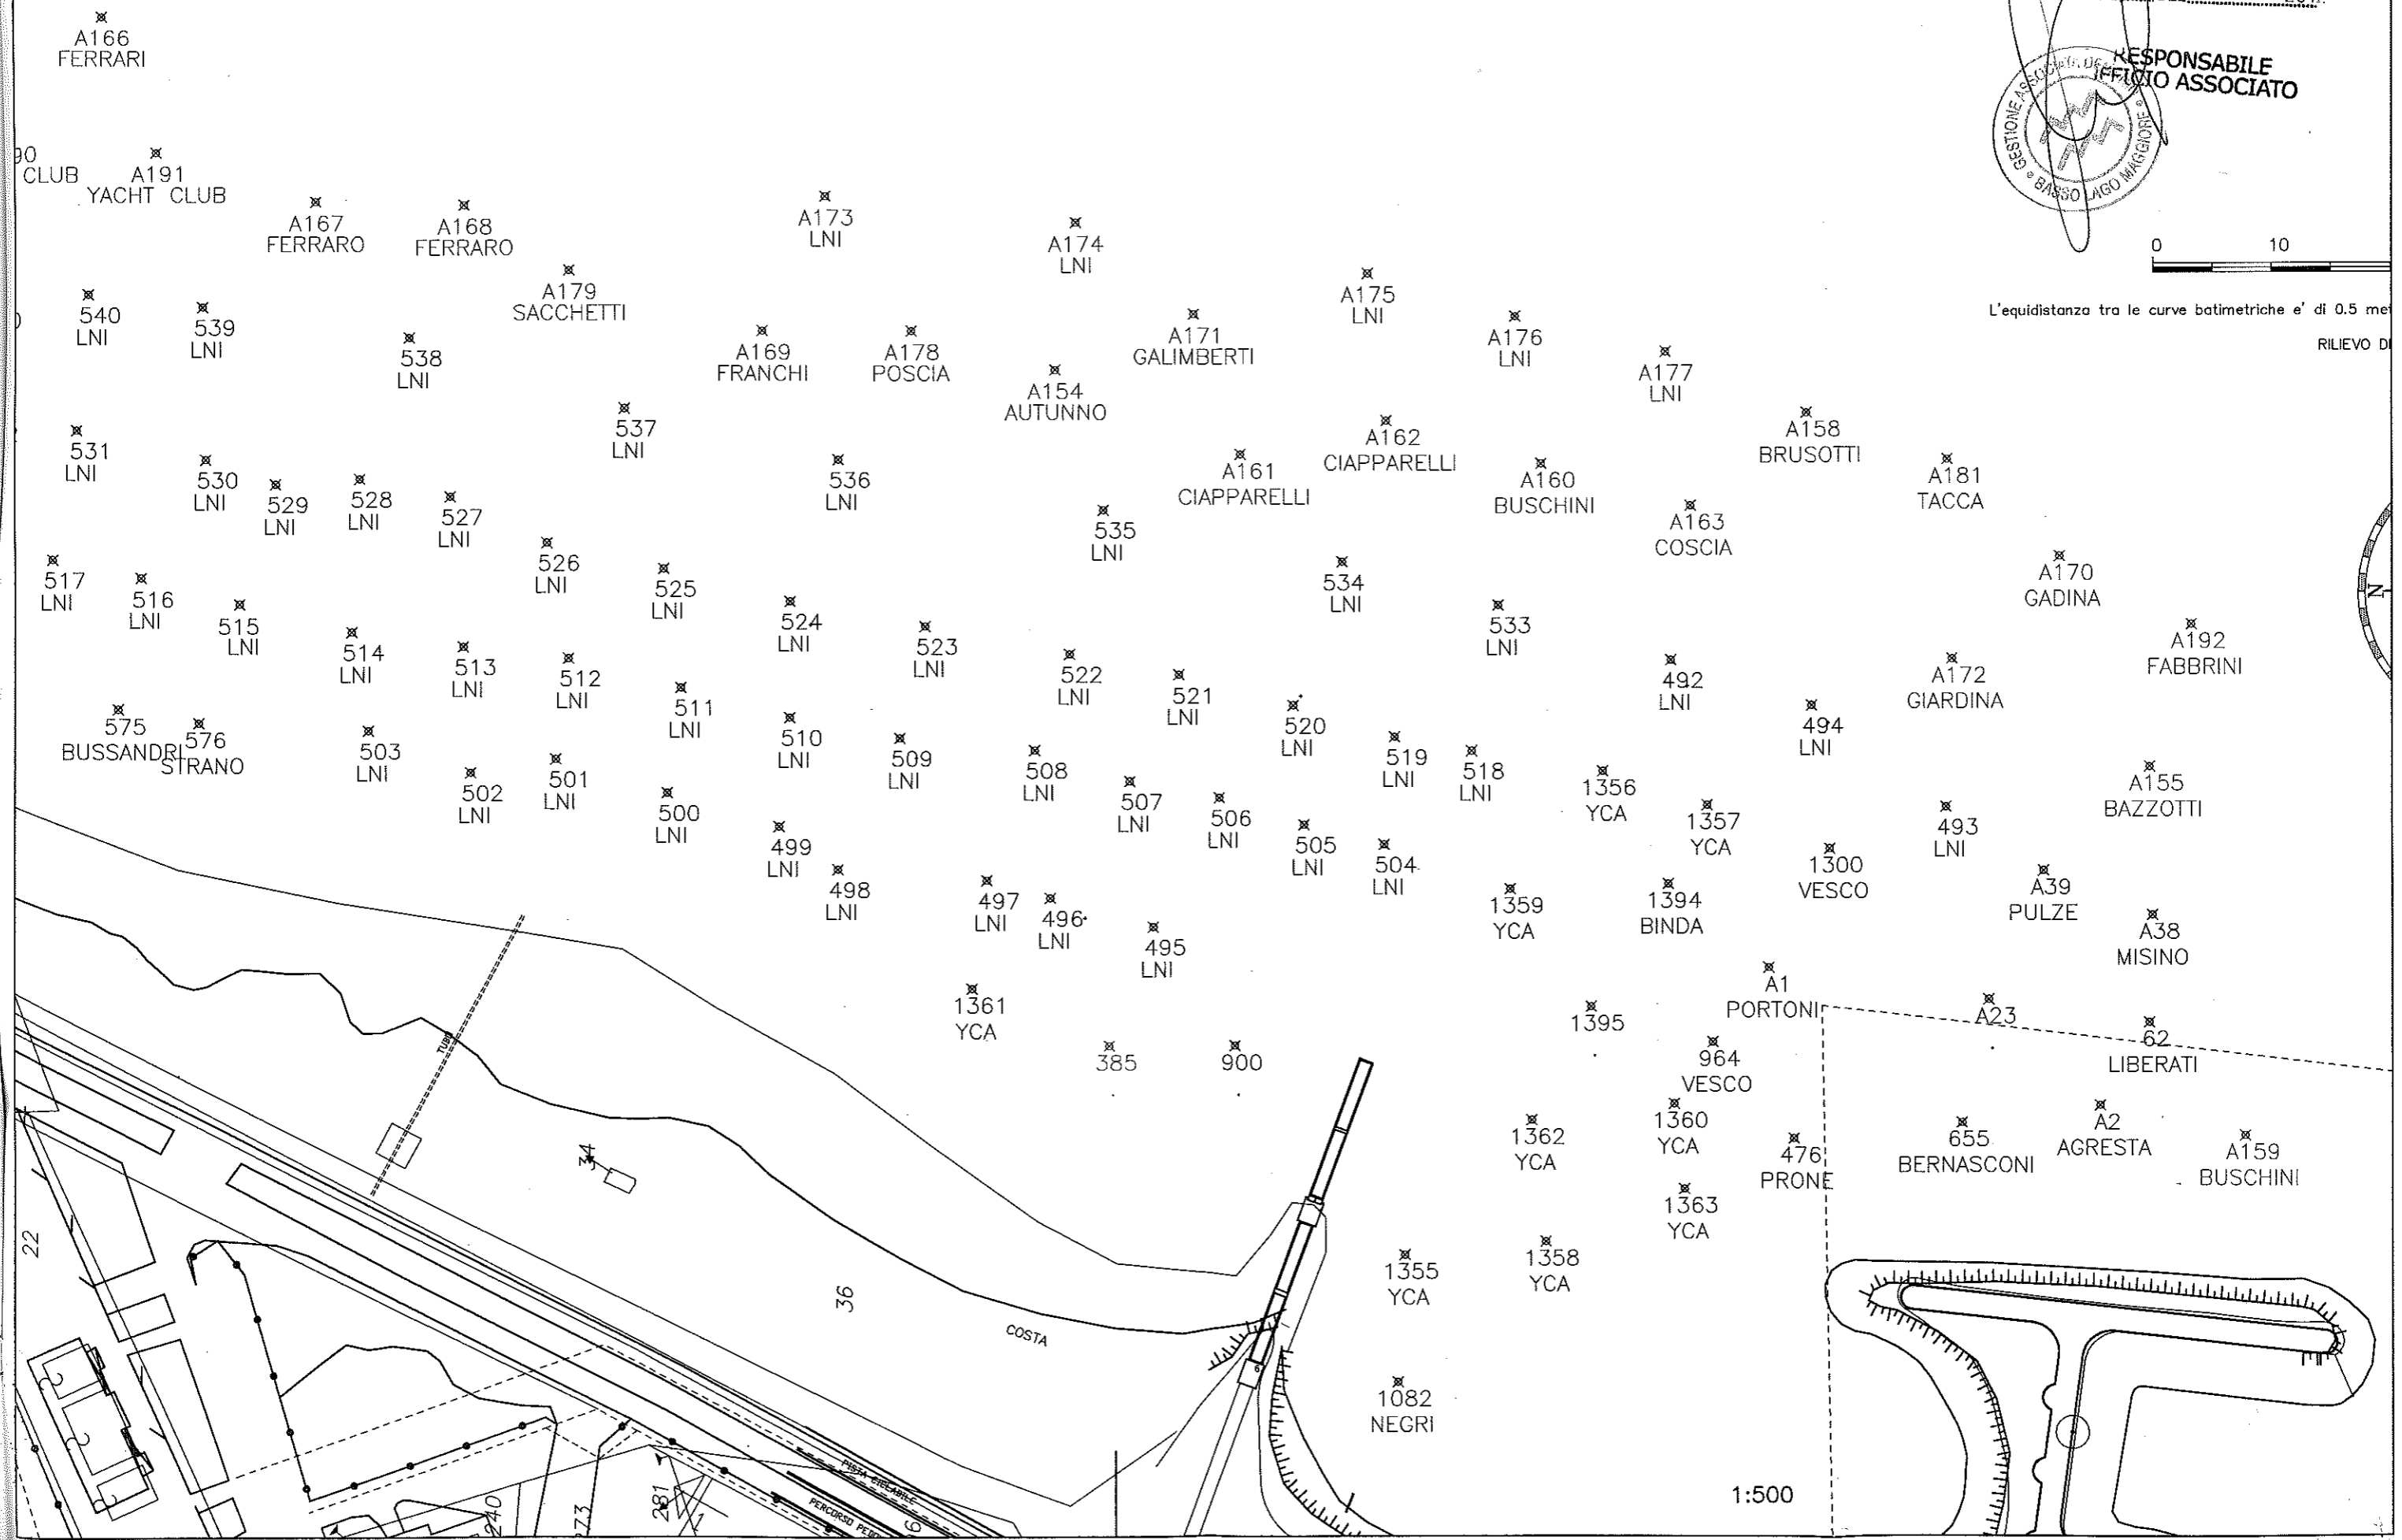 A166
FERRARI
RESPONSABILE
UFFICIO ASSOCIATO
BASSO LAGO MAGGIORE
CLUB
A191
YACHT CLUB
A167
FERRARO
A168
FERRARO
A173
LNI
A174
LNI
0 10
A179
SACCHETTI
A175
LNI
540
LNI
539
LNI
538
LNI
A169
FRANCHI
A178
POSCIA
A171
GALIMBERTI
A176
LNI
L'equidistanza tra le curve batimetriche e' di 0.5
RILIEVO
A177
LNI
A154
AUTUNNO
537
LNI
A162
CIAPPARELLI
A158
BRUSOTTI
531
LNI
530
LNI
529
LNI
528
LNI
527
LNI
536
LNI
A161
CIAPPARELLI
A160
BUSCHINI
A181
TACCA
535
LNI
A163
COSCIA
526
LNI
525
LNI
534
LNI
A170
GADINA
N
517
LNI
516
LNI
515
LNI
514
LNI
513
LNI
512
LNI
524
LNI
523
LNI
533
LNI
A192
FABBRINI
522
LNI
521
LNI
492
LNI
A172
GIARDINA
511
LNI
510
LNI
520
LNI
494
LNI
575
BUSSANDRI
576
STRANO
503
LNI
509
LNI
508
LNI
519
LNI
518
LNI
502
LNI
501
LNI
500
LNI
507
LNI
506
LNI
1356
YCA
A155
BAZZOTTI
499
LNI
505
LNI
504
LNI
1357
YCA
493
LNI
498
LNI
497
LNI
1359
YCA
1394
BINDA
1300
VESCO
A39
PULZE
496
LNI
495
LNI
A38
MISINO
1361
YCA
A1
PORTONI
1395
A23
62
LIBERATI
TUBO
385
900
964
VESCO
1362
YCA
1360
YCA
476
PRONE
655
BERNASCONI
A2
AGRESTA
A159
BUSCHINI
34
1363
YCA
22
1355
YCA
1358
YCA
36
COSTA
6
1082
NEGRI
PISTA CICLABILE
PERCORSO
240
273
281
1:500